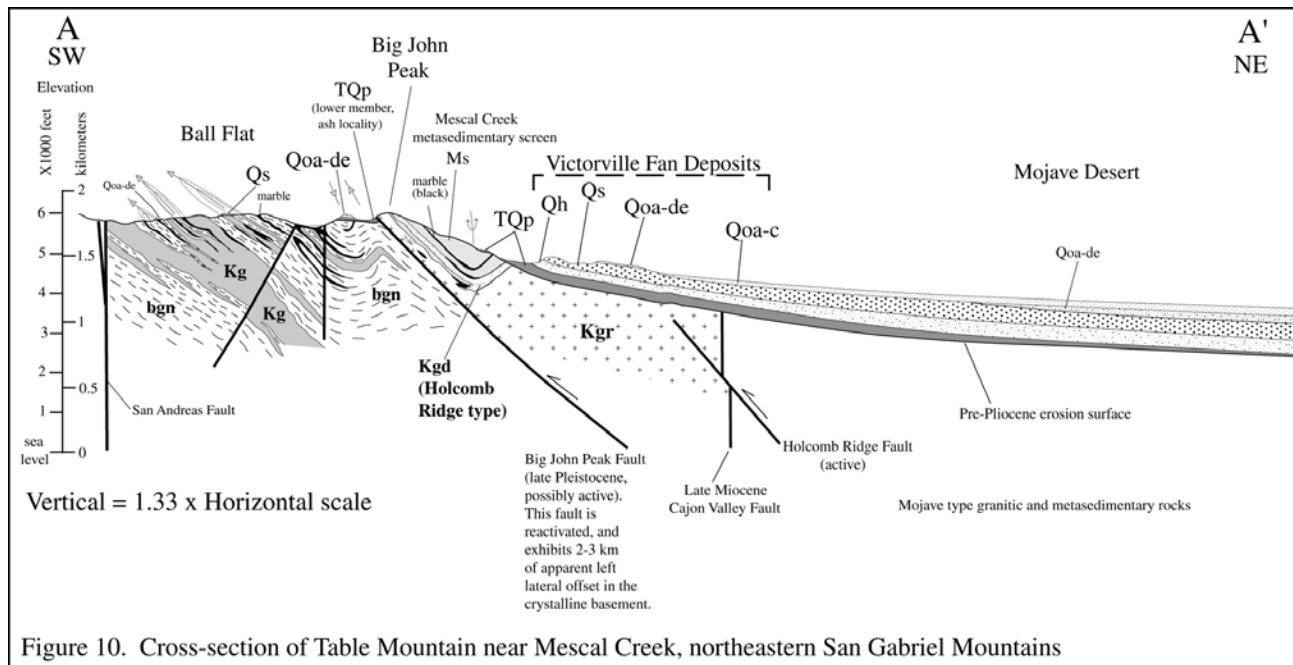 A
SW
A'
NE
Elevation
X1000 feet
kilometers
Big John
Peak
TQp
(lower member,
ash locality)
Mescal Creek
metasedimentary screen
Ms
marble
(black)
Ball Flat
Qoa-de
Qoa-de
Qs
marble
Victorville Fan Deposits
Mojave Desert
TQp
Qh
Qs
Qoa-de
Qoa-c
Qoa-de
6
5
4
3
2
1
sea
level
2
1.5
1
0.5
0
Kg
Kg
bgn
bgn
Kgr
Kgd
(Holcomb
Ridge type)
San Andreas Fault
Pre-Pliocene erosion surface
Holcomb Ridge Fault
(active)
Big John Peak Fault
(late Pleistocene,
possibly active).
This fault is
reactivated, and
exhibits 2-3 km
of apparent left
lateral offset in the
crystalline basement.
Late Miocene
Cajon Valley Fault
Mojave type granitic and metasedimentary rocks
Vertical = 1.33 x Horizontal scale
Figure 10. Cross-section of Table Mountain near Mescal Creek, northeastern San Gabriel Mountains